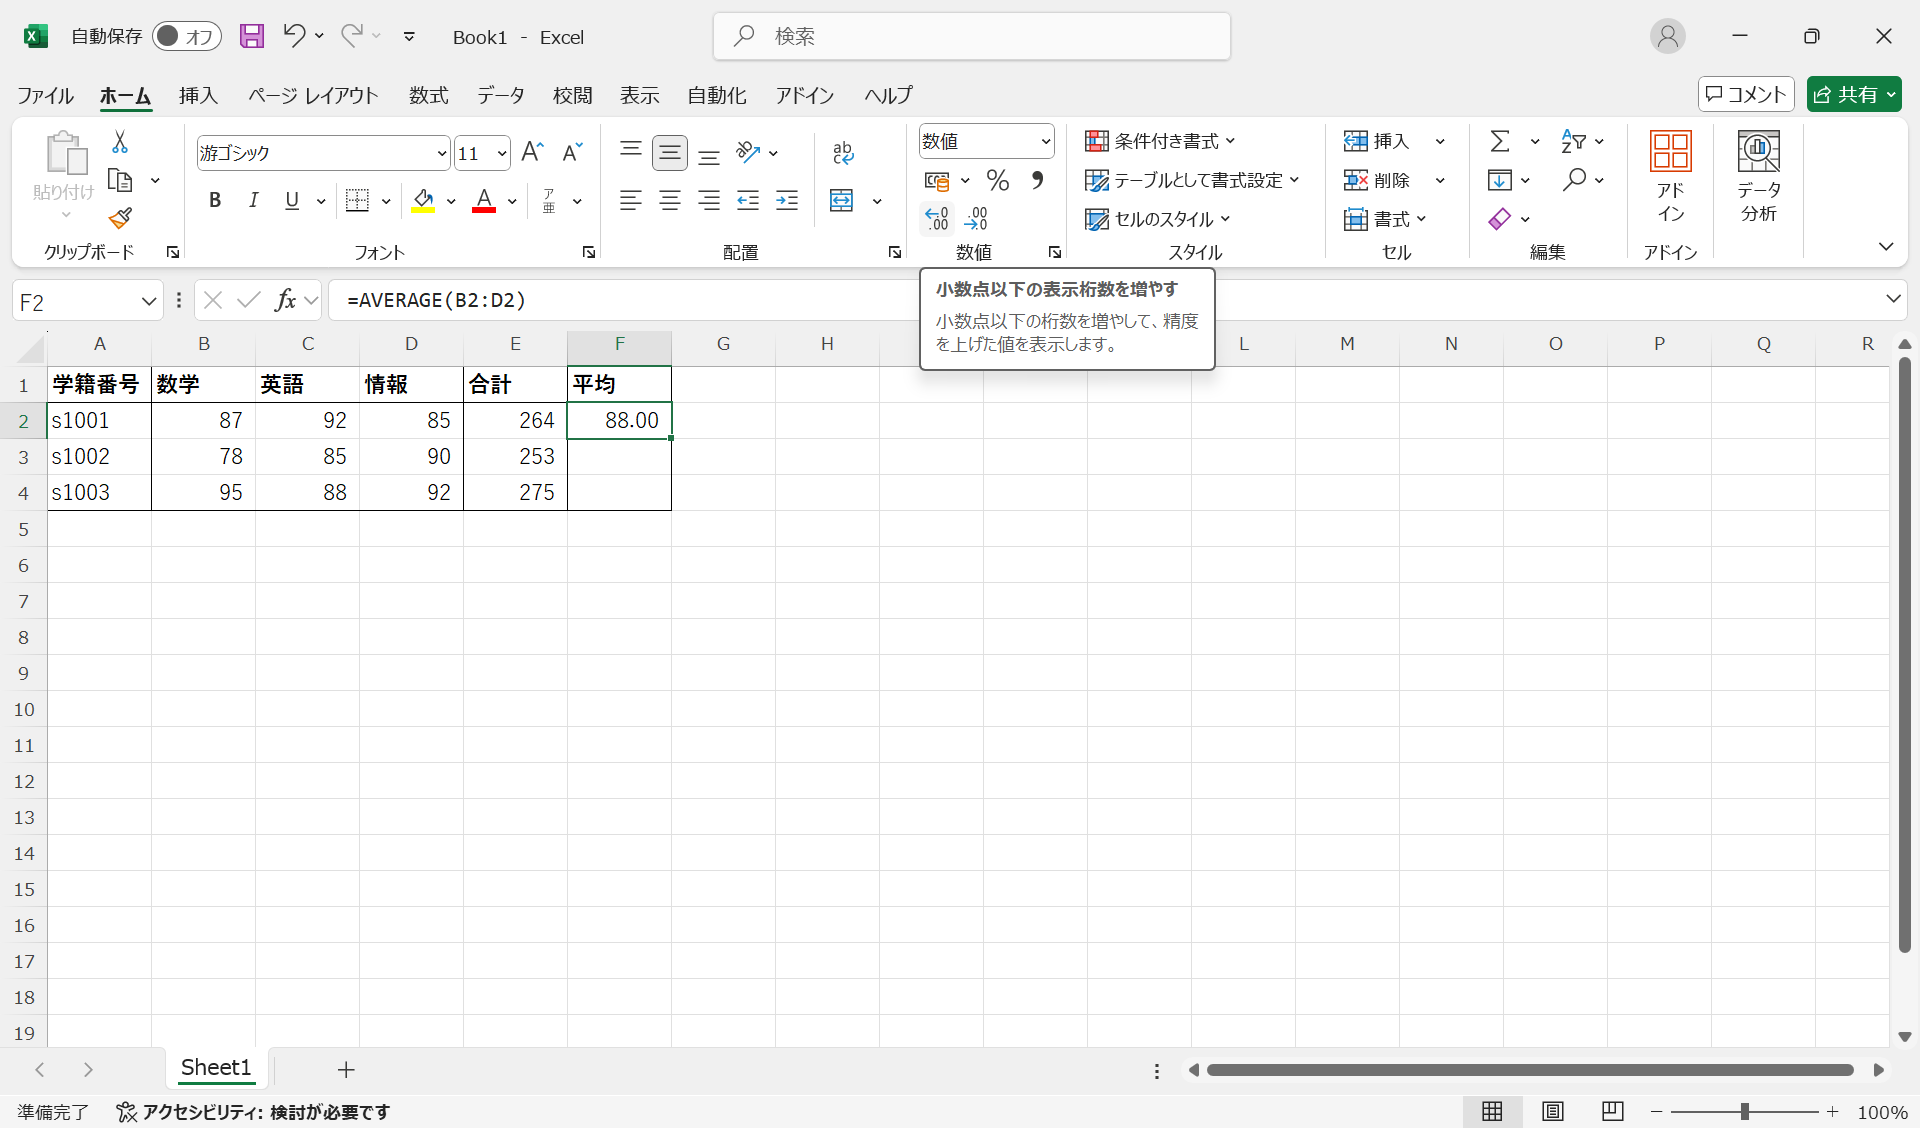 自動保存 オフ Book1 - Excel 検索
ファイル ホーム 挿入 ページ レイアウト 数式 データ 校閲 表示 自動化 アドイン ヘルプ コメント 共有
貼り付け
クリップボード
游ゴシック 11
B I U A ア亜
フォント
ab
配置
数値
% 
数値
条件付き書式
テーブルとして書式設定
セルのスタイル
スタイル
挿入
削除
書式
セル
編集
アド
イン
アドイン
データ
分析
F2 fx =AVERAGE(B2:D2)
小数点以下の表示桁数を増やす
小数点以下の桁数を増やして、精度
を上げた値を表示します。
A B C D E F G H L M N O P Q R
1 学籍番号 数学 英語 情報 合計 平均
2 s1001 87 92 85 264 88.00
3 s1002 78 85 90 253
4 s1003 95 88 92 275
5
6
7
8
9
10
11
12
13
14
15
16
17
18
19
Sheet1
準備完了 アクセシビリティ: 検討が必要です 100%